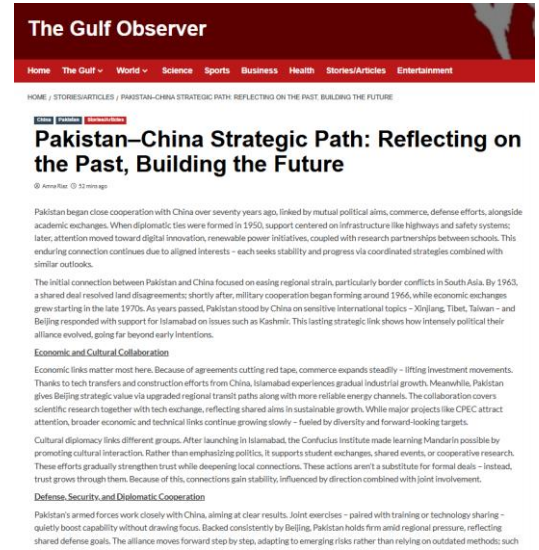 The Gulf Observer
Home The Gulf World Science Sports Business Health Stories/Articles Entertainment
HOME / STORIES/ARTICLES / PAKISTAN–CHINA STRATEGIC PATH: REFLECTING ON THE PAST, BUILDING THE FUTURE
China Pakistan Stories/Articles
Pakistan–China Strategic Path: Reflecting on
the Past, Building the Future
Amna Riaz 52 mins ago
Pakistan began close cooperation with China over seventy years ago, linked by mutual political aims, commerce, defense efforts, alongside
academic exchanges. When diplomatic ties were formed in 1950, support centered on infrastructure like highways and safety systems;
later, attention moved toward digital innovation, renewable power initiatives, coupled with research partnerships between schools. This
enduring connection continues due to aligned interests – each seeks stability and progress via coordinated strategies combined with
similar outlooks.
The initial connection between Pakistan and China focused on easing regional strain, particularly border conflicts in South Asia. By 1963,
a shared deal resolved land disagreements; shortly after, military cooperation began forming around 1966, while economic exchanges
grew starting in the late 1970s. As years passed, Pakistan stood by China on sensitive international topics – Xinjiang, Tibet, Taiwan – and
Beijing responded with support for Islamabad on issues such as Kashmir. This lasting strategic link shows how intensely political their
alliance evolved, going far beyond early intentions.
Economic and Cultural Collaboration
Economic links matter most here. Because of agreements cutting red tape, commerce expands steadily – lifting investment movements.
Thanks to tech transfers and construction efforts from China, Islamabad experiences gradual industrial growth. Meanwhile, Pakistan
gives Beijing strategic value via upgraded regional transit paths along with more reliable energy channels. The collaboration covers
scientific research together with tech exchange, reflecting shared aims in sustainable growth. While major projects like CPEC attract
attention, broader economic and technical links continue growing slowly – fueled by diversity and forward-looking targets.
Cultural diplomacy links different groups. After launching in Islamabad, the Confucius Institute made learning Mandarin possible by
promoting cultural interaction. Rather than emphasizing politics, it supports student exchanges, shared events, or cooperative research.
These efforts gradually strengthen trust while deepening local connections. These actions aren't a substitute for formal deals – instead,
trust grows through them. Because of this, connections gain stability, influenced by direction combined with joint involvement.
Defense, Security, and Diplomatic Cooperation
Pakistan's armed forces work closely with China, aiming at clear results. Joint exercises – paired with training or technology sharing –
quietly boost capability without drawing focus. Backed consistently by Beijing, Pakistan holds firm amid regional pressure, reflecting
shared defense goals. The alliance moves forward step by step, adapting to emerging risks rather than relying on outdated methods; such